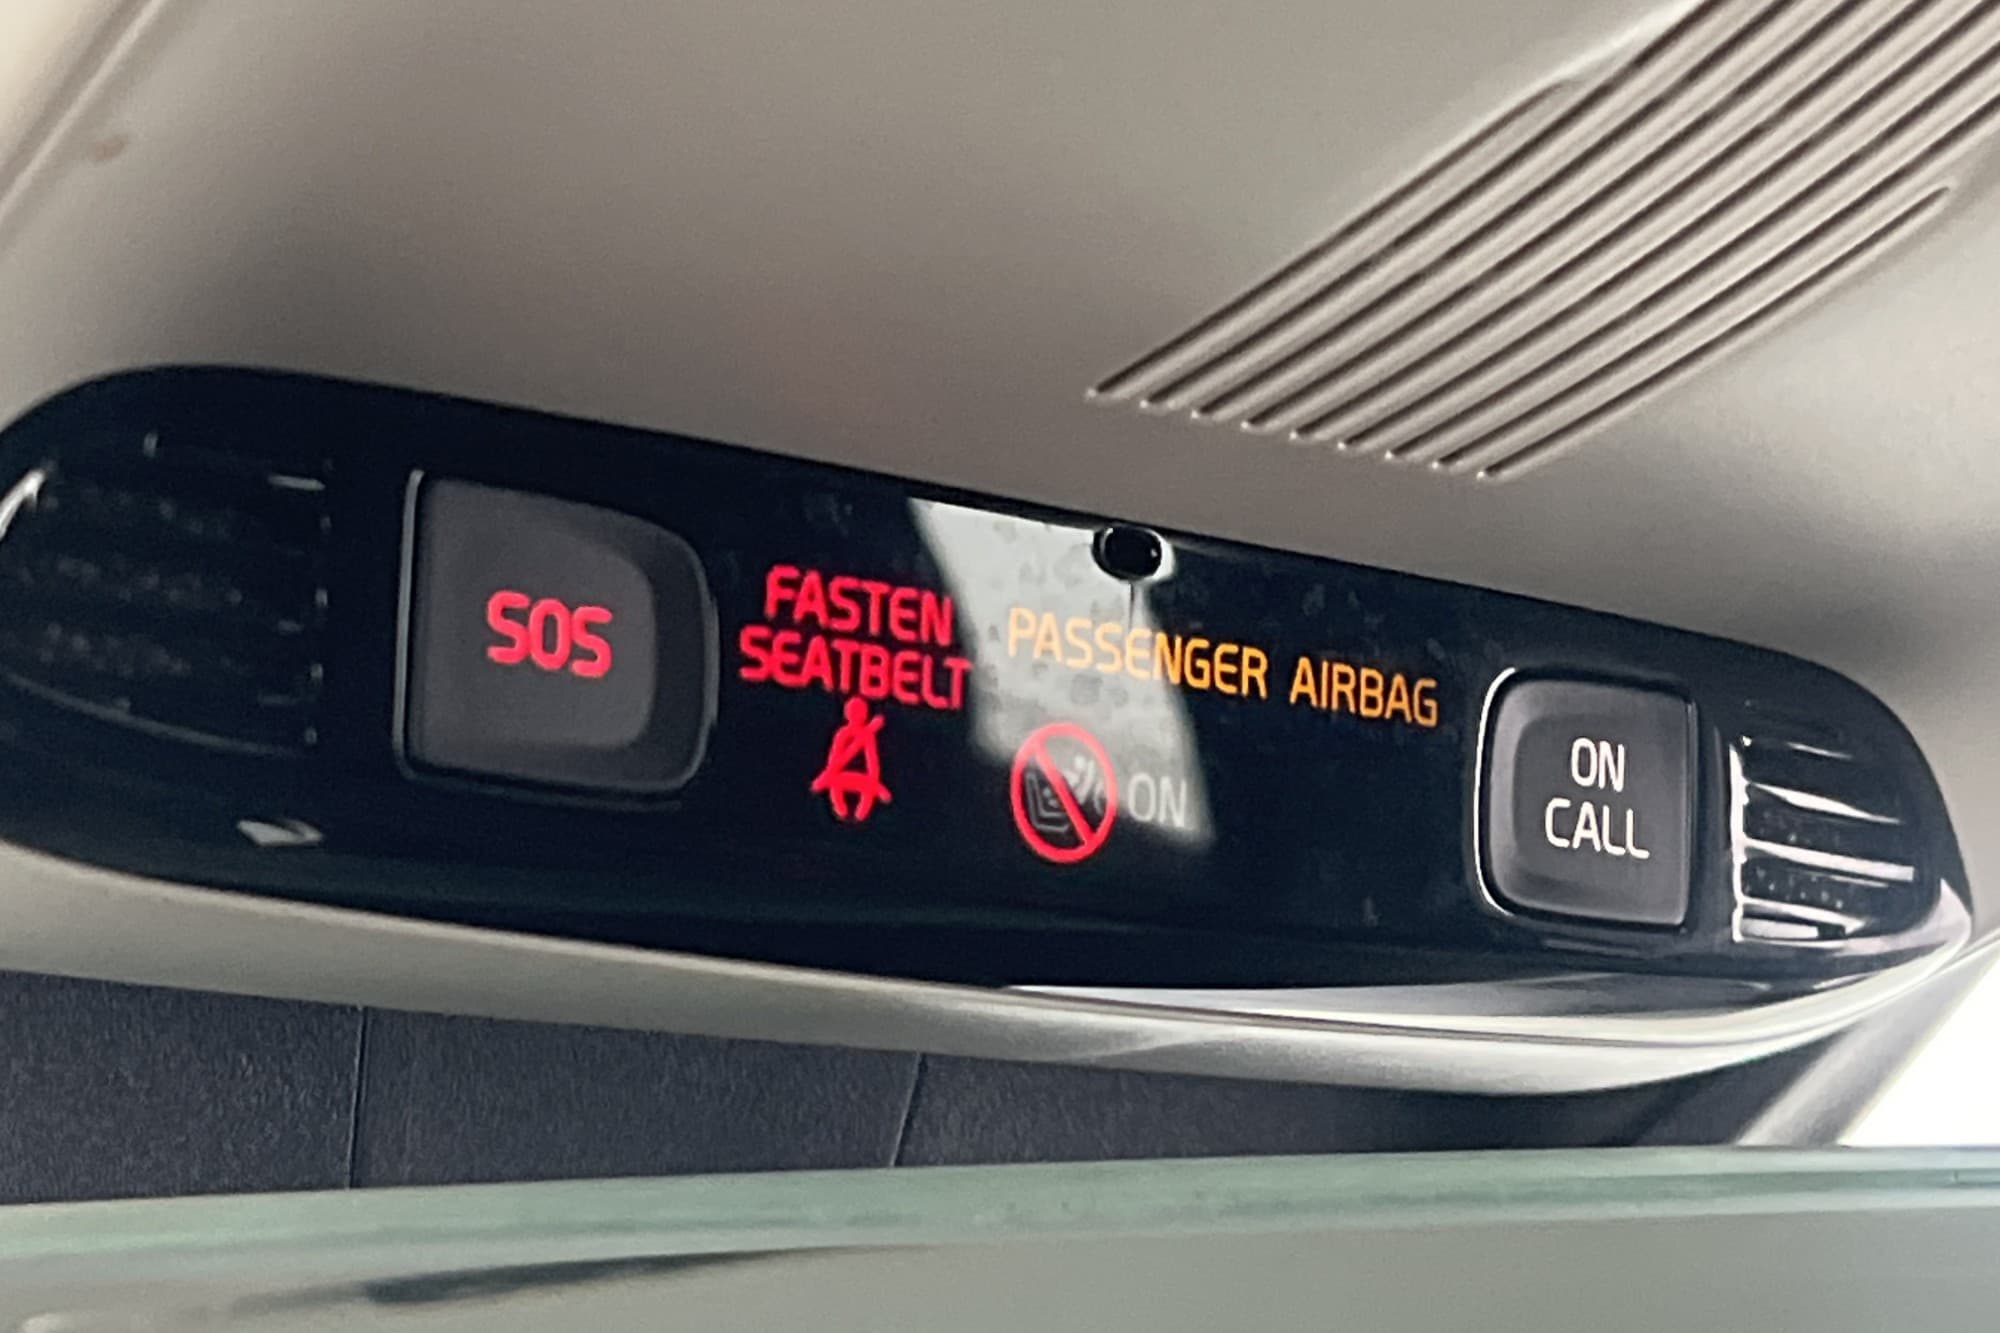 SOS
FASTEN
SEATBELT
PASSENGER AIRBAG
ON
ON
CALL